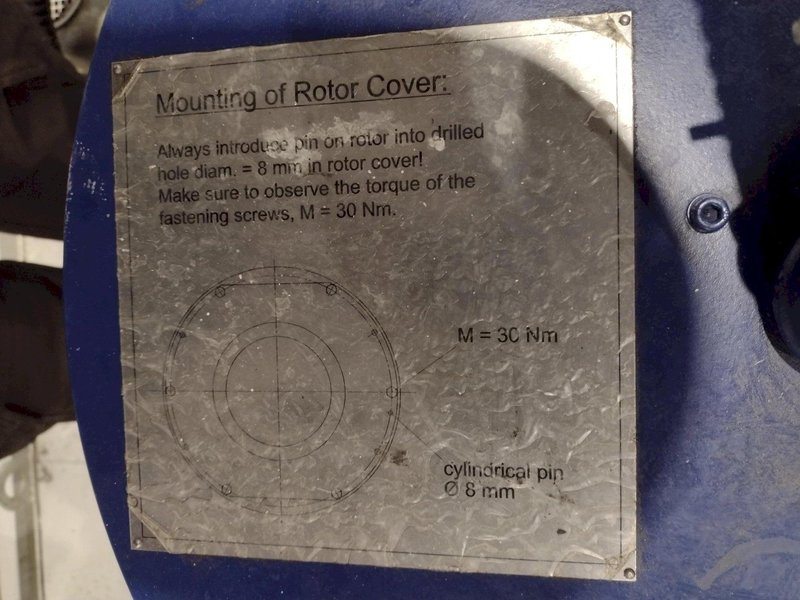 Mounting of Rotor Cover:
Always introduce pin on rotor into drilled
hole diam. = 8 mm in rotor cover!
Make sure to observe the torque of the
fastening screws, M = 30 Nm.
M = 30 Nm
cylindrical pin
Ø 8 mm